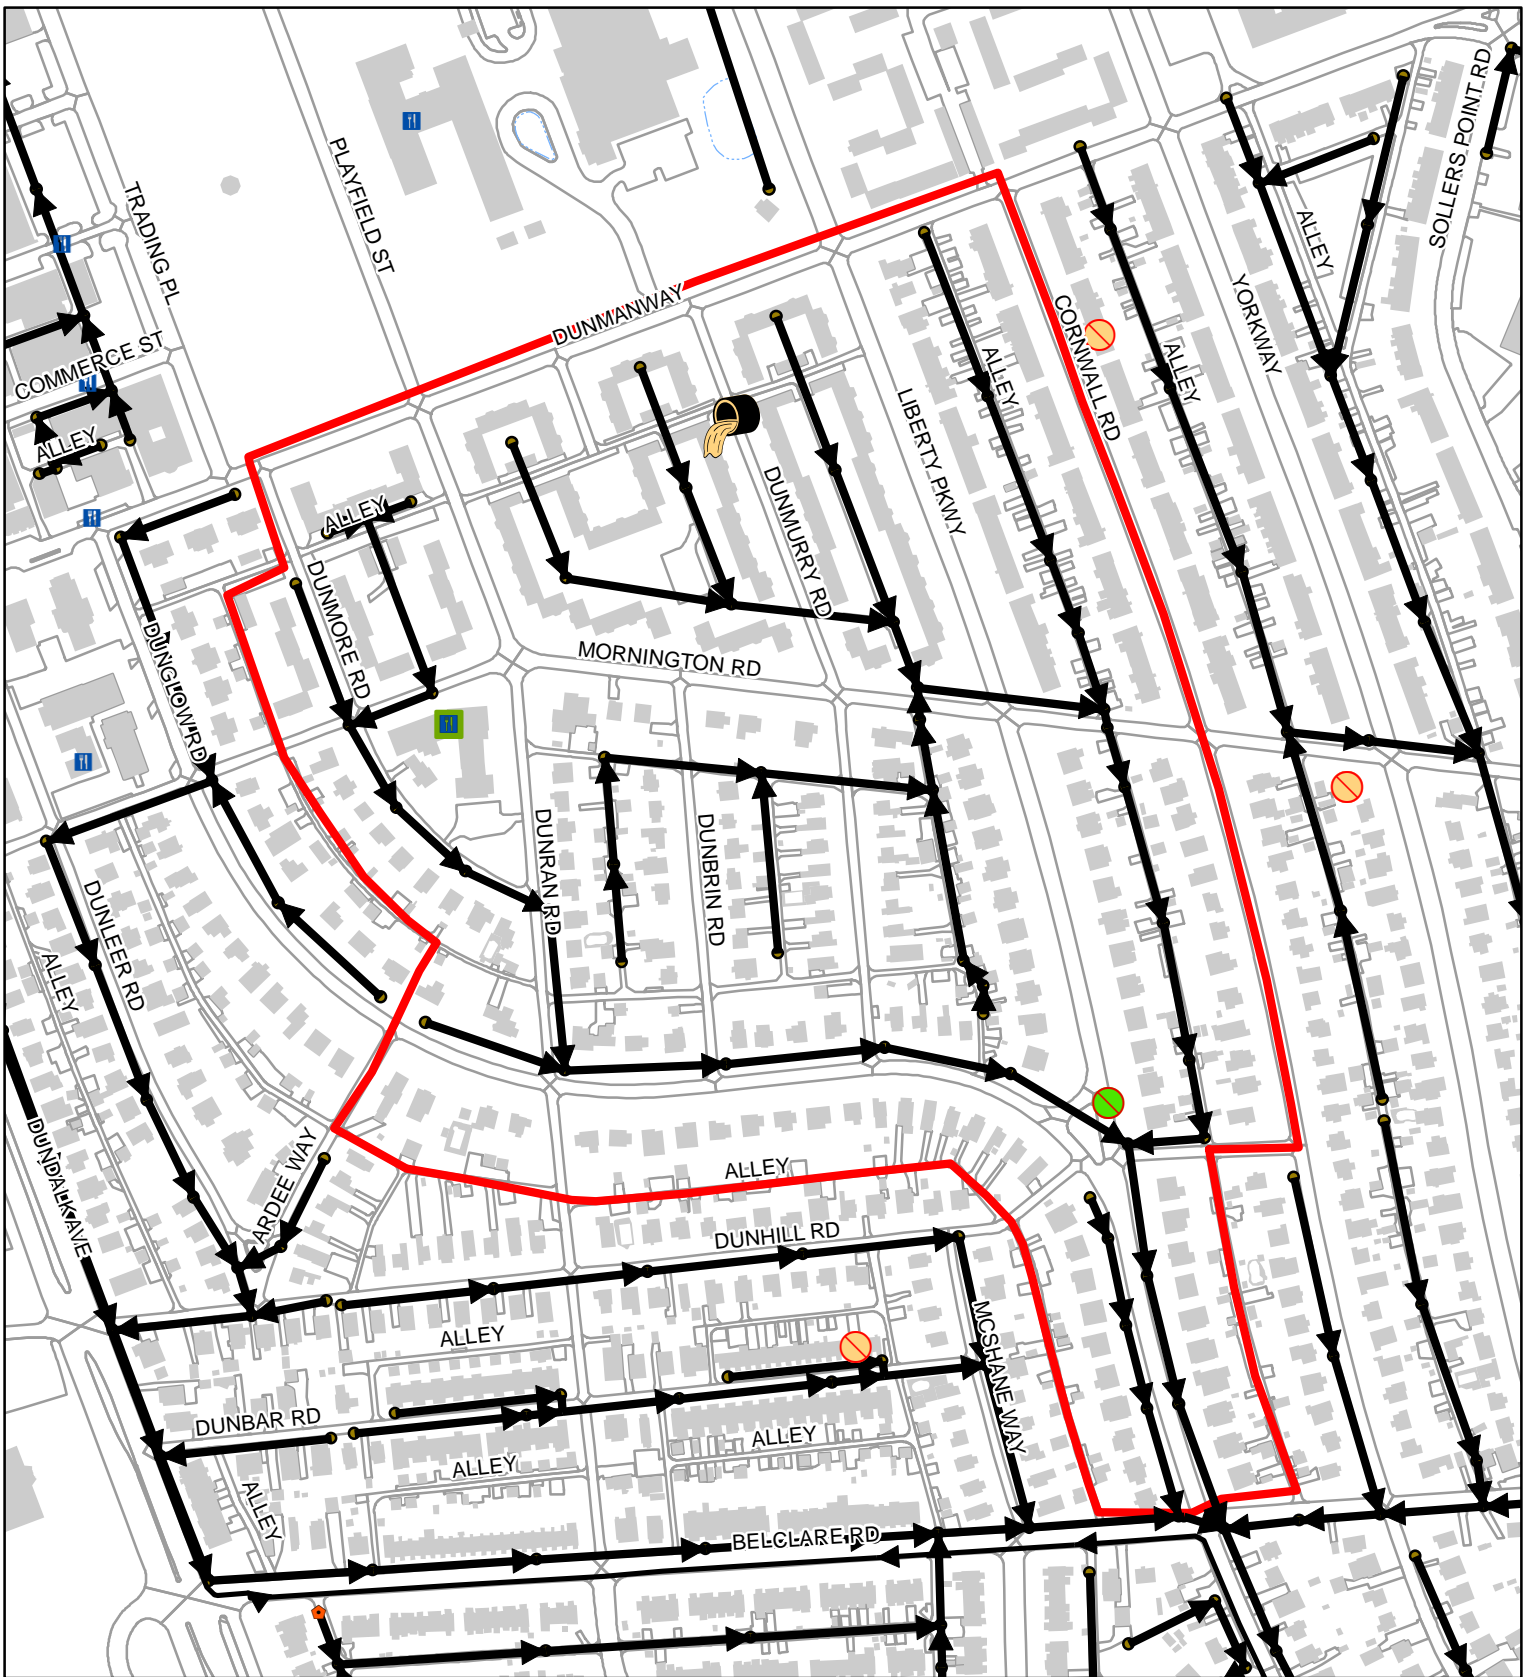 SOLLERS POINT RD
PLAYFIELD ST
TRADING PL
ALLEY
YORKWAY
DUNMANWAY
CORNWALL RD
COMMERCE ST
ALLEY
ALLEY
LIBERTY PKWY
ALLEY
DUNMURRY RD
ALLEY
DUNMORE RD
DUNGLOW RD
MORNINGTON RD
DUNRAN RD
DUNBRIN RD
DUNLEER RD
ALLEY
DUNDALK AVE
ARDEE WAY
ALLEY
DUNHILL RD
MCSHANE WAY
ALLEY
DUNBAR RD
ALLEY
ALLEY
ALLEY
BELCLARE RD